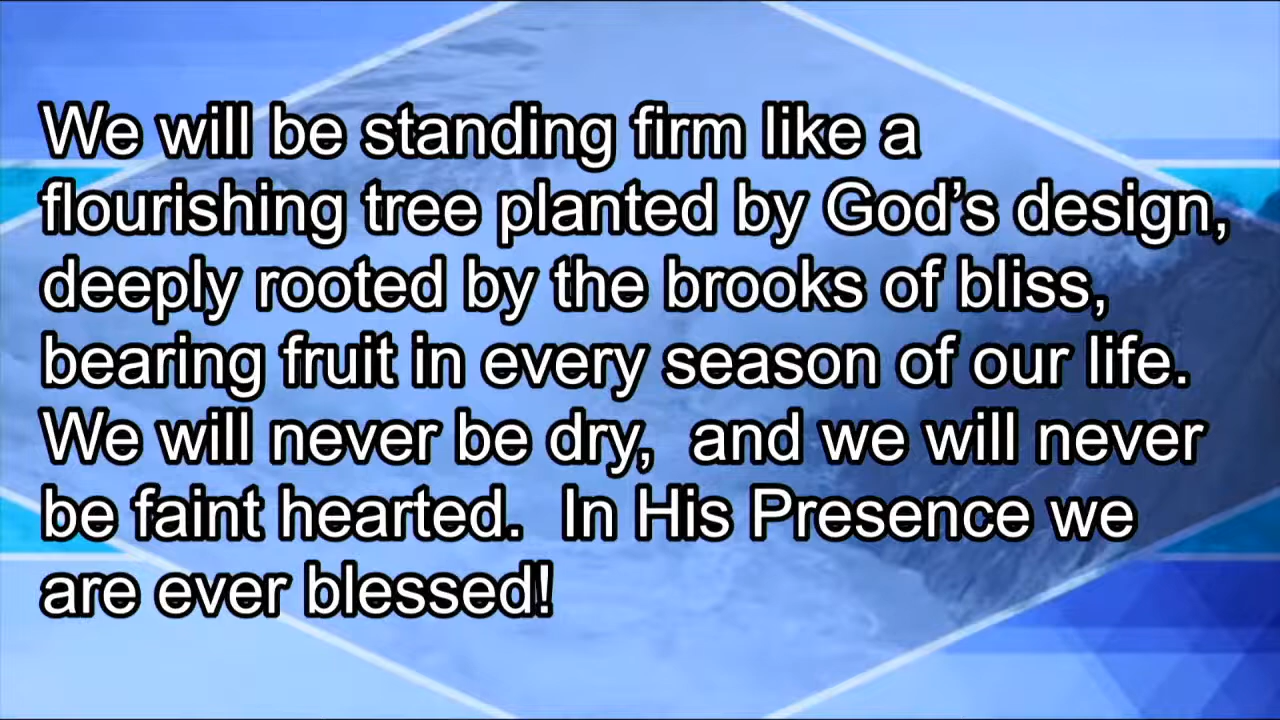 We will be standing firm like a
flourishing tree planted by God’s design,
deeply rooted by the brooks of bliss,
bearing fruit in every season of our life.
We will never be dry,  and we will never
be faint hearted.  In His Presence we
are ever blessed!